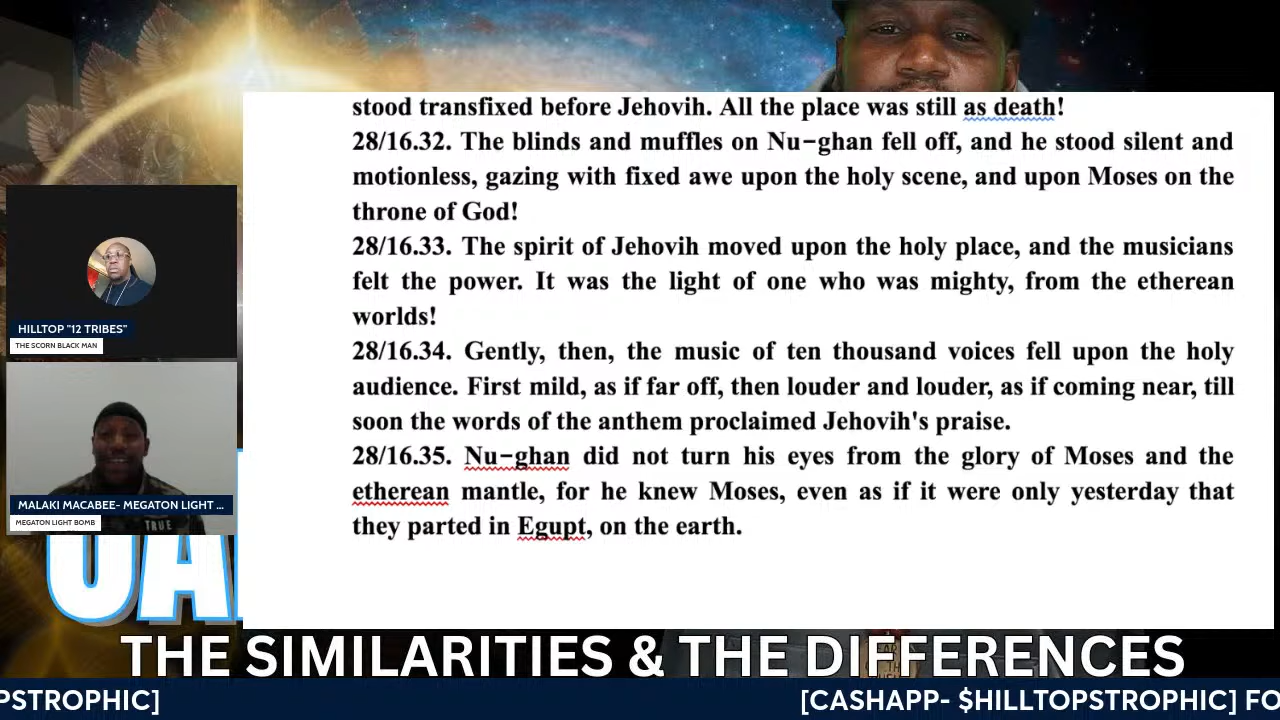 stood transfixed before Jehovih. All the place was still as death!
28/16.32. The blinds and muffles on Nu−ghan fell off, and he stood silent and
motionless, gazing with fixed awe upon the holy scene, and upon Moses on the
throne of God!
28/16.33. The spirit of Jehovih moved upon the holy place, and the musicians
felt the power. It was the light of one who was mighty, from the etherean
worlds!
28/16.34. Gently, then, the music of ten thousand voices fell upon the holy
audience. First mild, as if far off, then louder and louder, as if coming near, till
soon the words of the anthem proclaimed Jehovih's praise.
28/16.35. Nu−ghan did not turn his eyes from the glory of Moses and the
etherean mantle, for he knew Moses, even as if it were only yesterday that
they parted in Egupt, on the earth.
HILLTOP "12 TRIBES"
THE SCORN BLACK MAN
MALAKI MACABEE- MEGATON LIGHT ...
MEGATON LIGHT BOMB
TRUE
THE SIMILARITIES & THE DIFFERENCES
PSTROPHIC] [CASHAPP- $HILLTOPSTROPHIC] FO